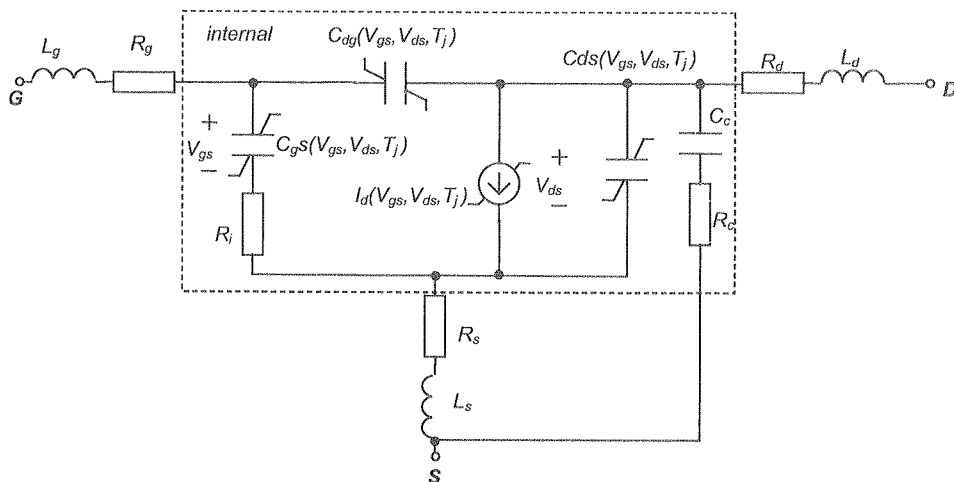 internal
L_g
R_g
C_dg(V_gs,V_ds,T_j)
Cds(V_gs,V_ds,T_j)
R_d
L_d
G
D
C_c
+
V_gs
–
C_gs(V_gs,V_ds,T_j)
I_d(V_gs,V_ds,T_j)
+
V_ds
–
R_i
R_c
R_s
L_s
S